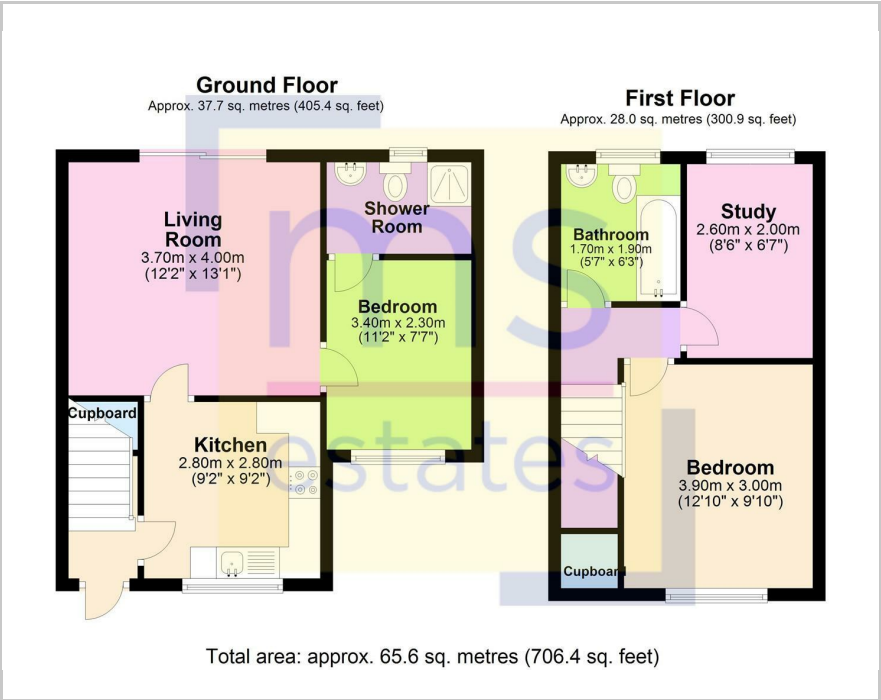 Ground Floor
Approx. 37.7 sq. metres (405.4 sq. feet)
First Floor
Approx. 28.0 sq. metres (300.9 sq. feet)
Living
Room
3.70m x 4.00m
(12'2" x 13'1")
Shower
Room
Bedroom
3.40m x 2.30m
(11'2" x 7'7")
Cupboard
Kitchen
2.80m x 2.80m
(9'2" x 9'2")
Bathroom
1.70m x 1.90m
(5'7" x 6'3")
Study
2.60m x 2.00m
(8'6" x 6'7")
Bedroom
3.90m x 3.00m
(12'10" x 9'10")
Cupboard
ms
estates
Total area: approx. 65.6 sq. metres (706.4 sq. feet)